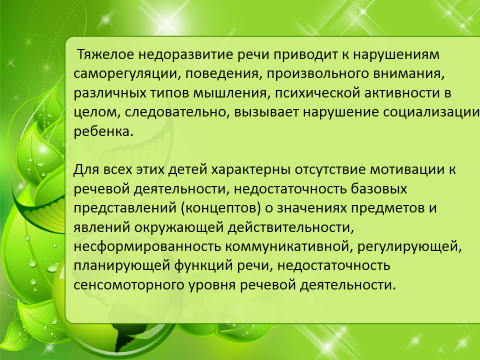 Тяжелое недоразвитие речи приводит к нарушениям
саморегуляции, поведения, произвольного внимания,
различных типов мышления, психической активности в
целом, следовательно, вызывает нарушение социализации
ребенка.
Для всех этих детей характерны отсутствие мотивации к
речевой деятельности, недостаточность базовых
представлений (концептов) о значениях предметов и
явлений окружающей действительности,
несформированность коммуникативной, регулирующей,
планирующей функций речи, недостаточность
сенсомоторного уровня речевой деятельности.